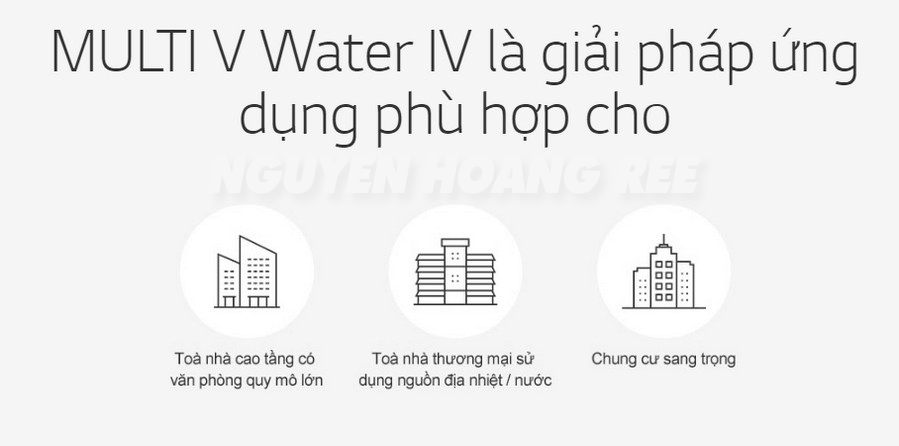 MULTI V Water IV là giải pháp ứng
dụng phù hợp cho
NGUYEN HOANG REE
Toà nhà cao tầng có
văn phòng quy mô lớn
Toà nhà thương mại sử
dụng nguồn địa nhiệt / nước
Chung cư sang trọng